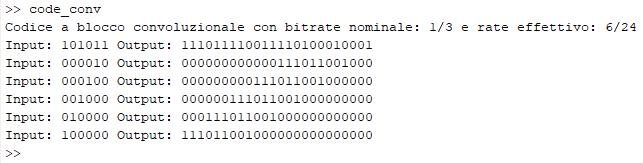 >> code_conv
Codice a blocco convoluzionale con bitrate nominale: 1/3 e rate effettivo: 6/24
Input: 101011 Output: 111011110011110100010001
Input: 000010 Output: 000000000000111011001000
Input: 000100 Output: 000000000111011001000000
Input: 001000 Output: 000000111011001000000000
Input: 010000 Output: 000111011001000000000000
Input: 100000 Output: 111011001000000000000000
>>